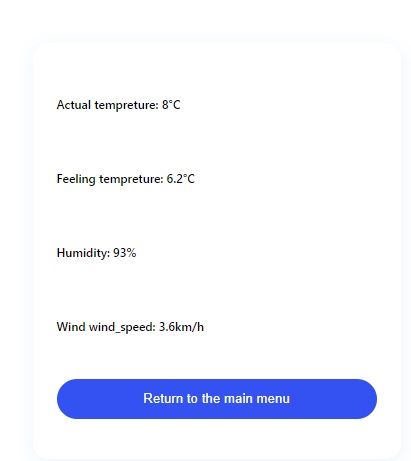 Actual tempreture: 8°C
Feeling tempreture: 6.2°C
Humidity: 93%
Wind wind_speed: 3.6km/h
Return to the main menu